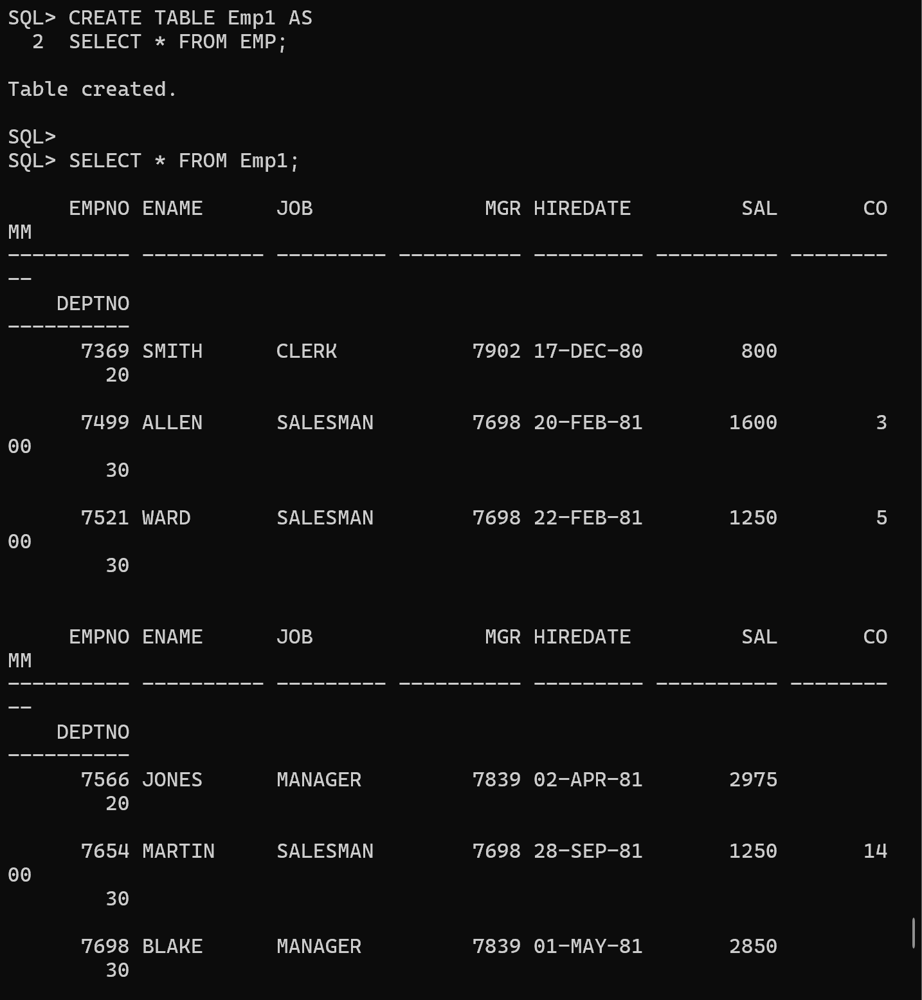 SQL> CREATE TABLE Emp1 AS
  2  SELECT * FROM EMP;

Table created.

SQL>
SQL> SELECT * FROM Emp1;

     EMPNO ENAME      JOB              MGR HIREDATE         SAL       CO
MM
---------- ---------- --------- ---------- --------- ---------- --------
--
    DEPTNO
----------
      7369 SMITH      CLERK           7902 17-DEC-80        800
        20

      7499 ALLEN      SALESMAN        7698 20-FEB-81       1600        3
00
        30

      7521 WARD       SALESMAN        7698 22-FEB-81       1250        5
00
        30


     EMPNO ENAME      JOB              MGR HIREDATE         SAL       CO
MM
---------- ---------- --------- ---------- --------- ---------- --------
--
    DEPTNO
----------
      7566 JONES      MANAGER         7839 02-APR-81       2975
        20

      7654 MARTIN     SALESMAN        7698 28-SEP-81       1250       14
00
        30

      7698 BLAKE      MANAGER         7839 01-MAY-81       2850
        30